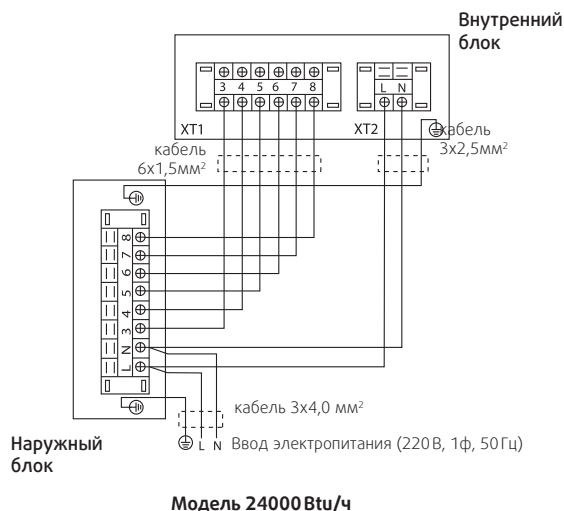 Внутренний
блок
3 4 5 6 7 8
L N
XT1
XT2
кабель
6х1,5мм²
кабель
3х2,5мм²
8
7
6
5
4
3
N
L
кабель 3х4,0 мм²
L N Ввод электропитания (220 В, 1ф, 50 Гц)
Наружный
блок
Модель 24000 Btu/ч